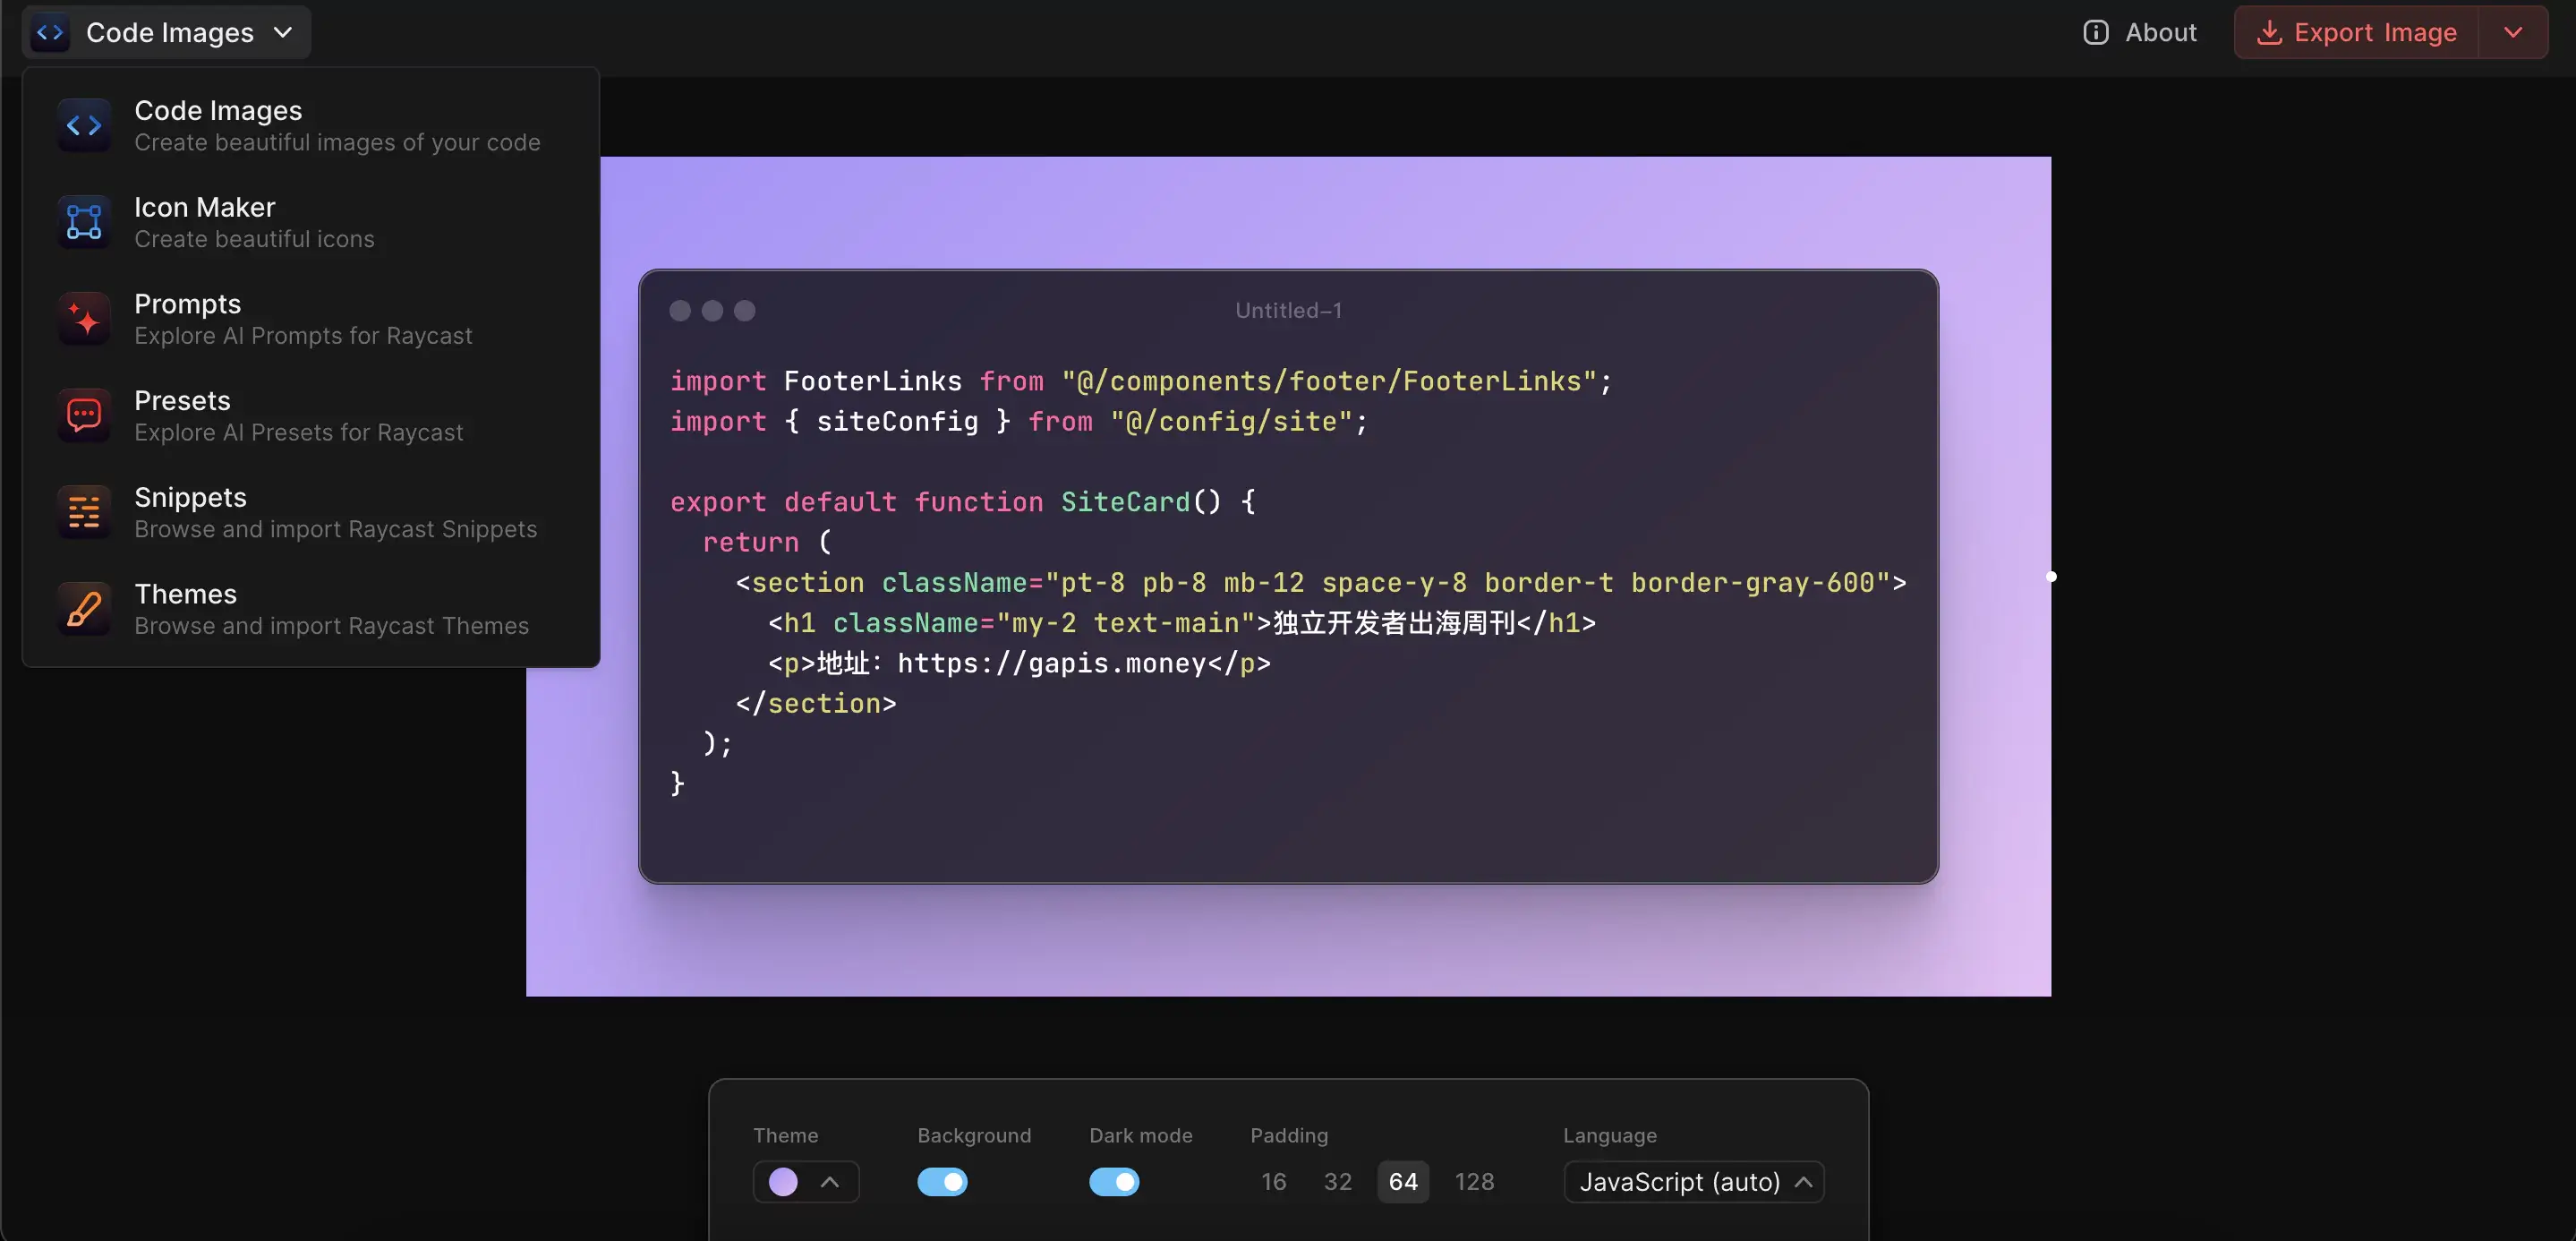 Code Images
About
Export Image
Code Images
Create beautiful images of your code
Icon Maker
Create beautiful icons
Prompts
Explore AI Prompts for Raycast
Presets
Explore AI Presets for Raycast
Snippets
Browse and import Raycast Snippets
Themes
Browse and import Raycast Themes
Untitled-1
import FooterLinks from "@/components/footer/FooterLinks";
import { siteConfig } from "@/config/site";
export default function SiteCard() {
return (
<section className="pt-8 pb-8 mb-12 space-y-8 border-t border-gray-600">
<h1 className="my-2 text-main">独立开发者出海周刊</h1>
<p>地址：https://gapis.money</p>
</section>
);
}
Theme
Background
Dark mode
Padding
16 32 64 128
Language
JavaScript (auto)